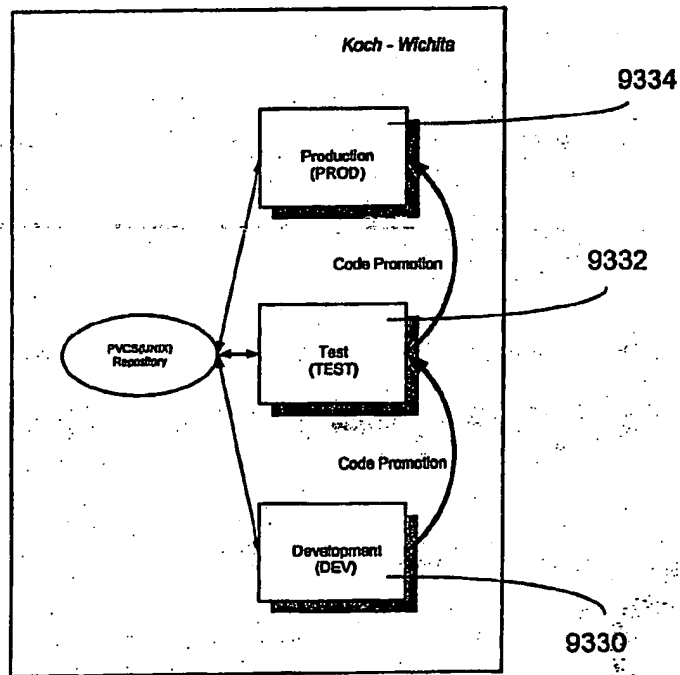 Koch - Wichita
9334
Production
(PROD)
Code Promotion
9332
PVCS(UNIX)
Repository
Test
(TEST)
Code Promotion
Development
(DEV)
9330